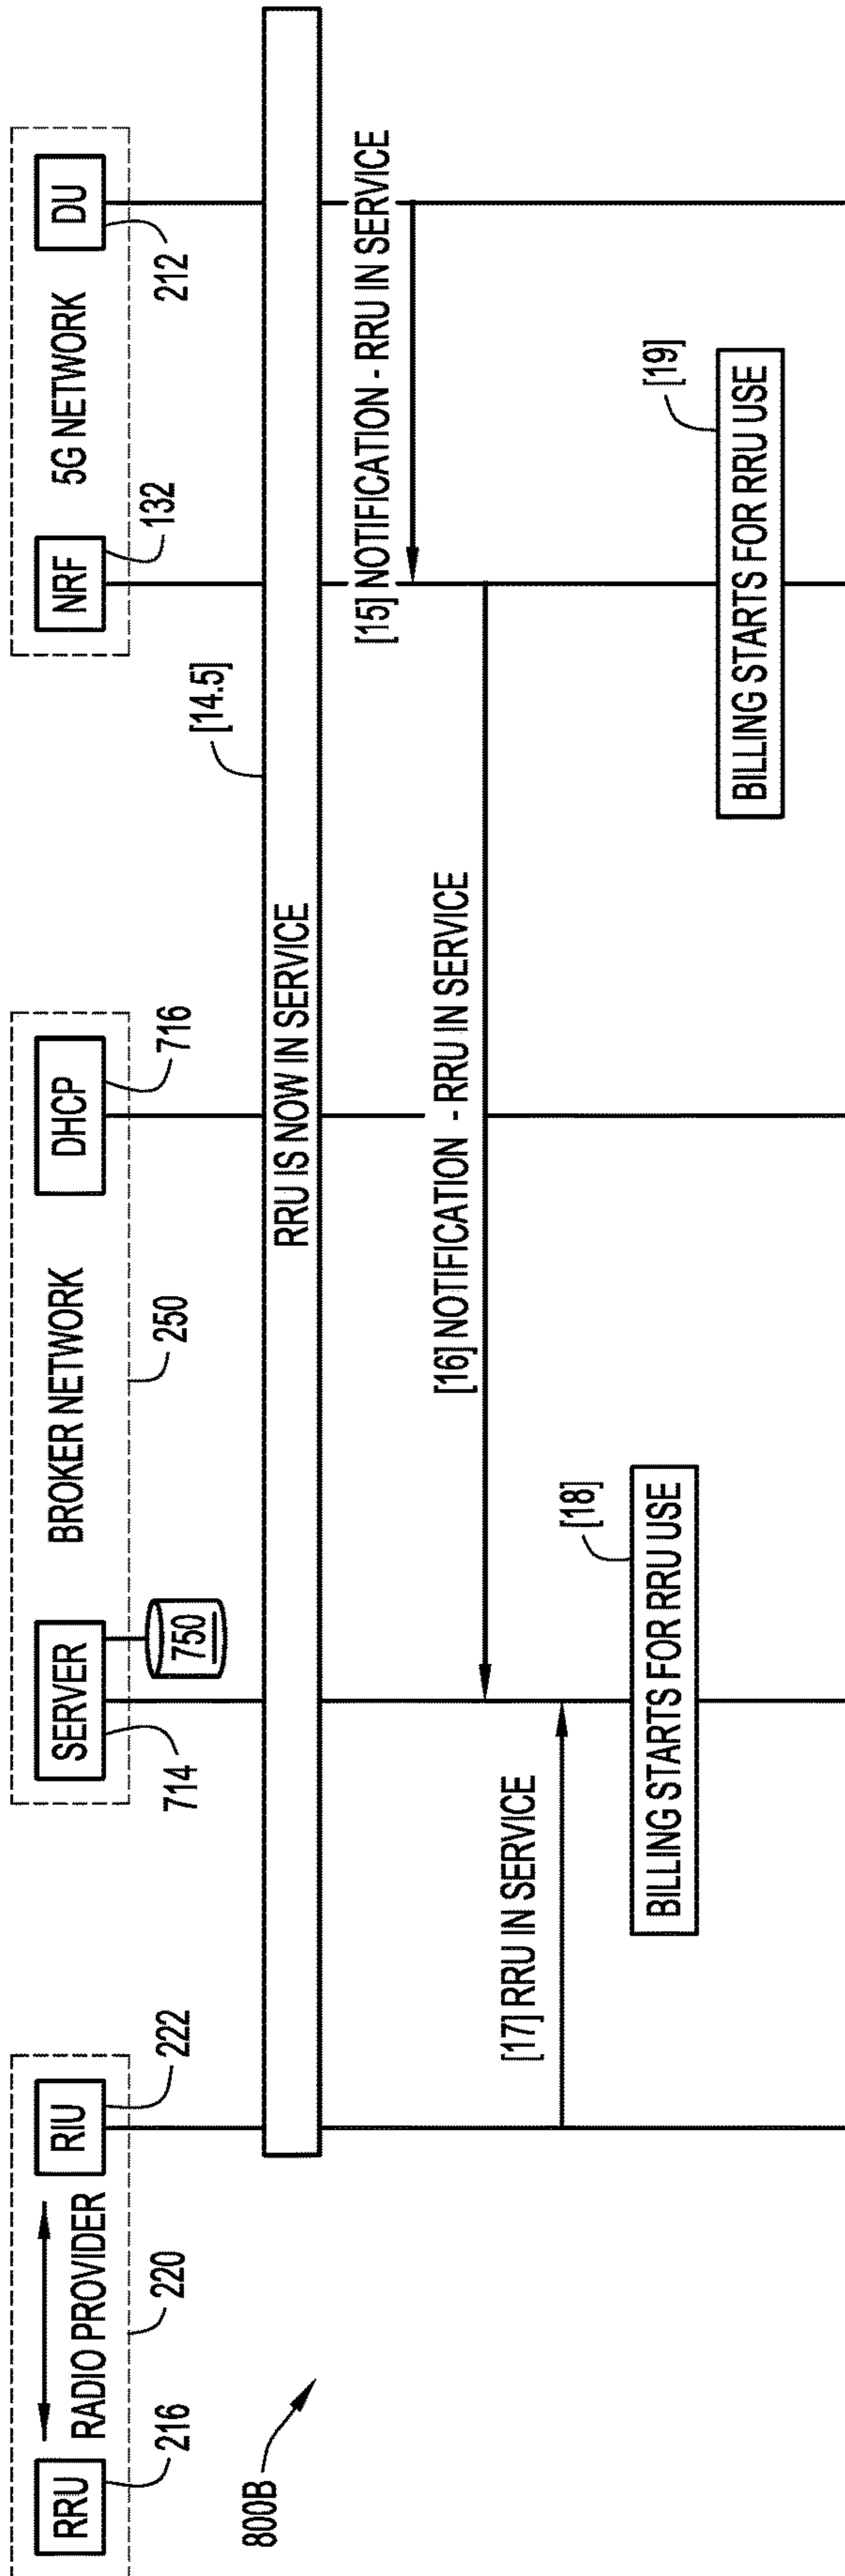 RRU
RADIO PROVIDER
RIU
216
220
222
SERVER
BROKER NETWORK
DHCP
714
750
250
716
NRF
5G NETWORK
DU
132
212
[14.5]
RRU IS NOW IN SERVICE
[15] NOTIFICATION - RRU IN SERVICE
[16] NOTIFICATION - RRU IN SERVICE
[17] RRU IN SERVICE
[18]
BILLING STARTS FOR RRU USE
[19]
BILLING STARTS FOR RRU USE
800B